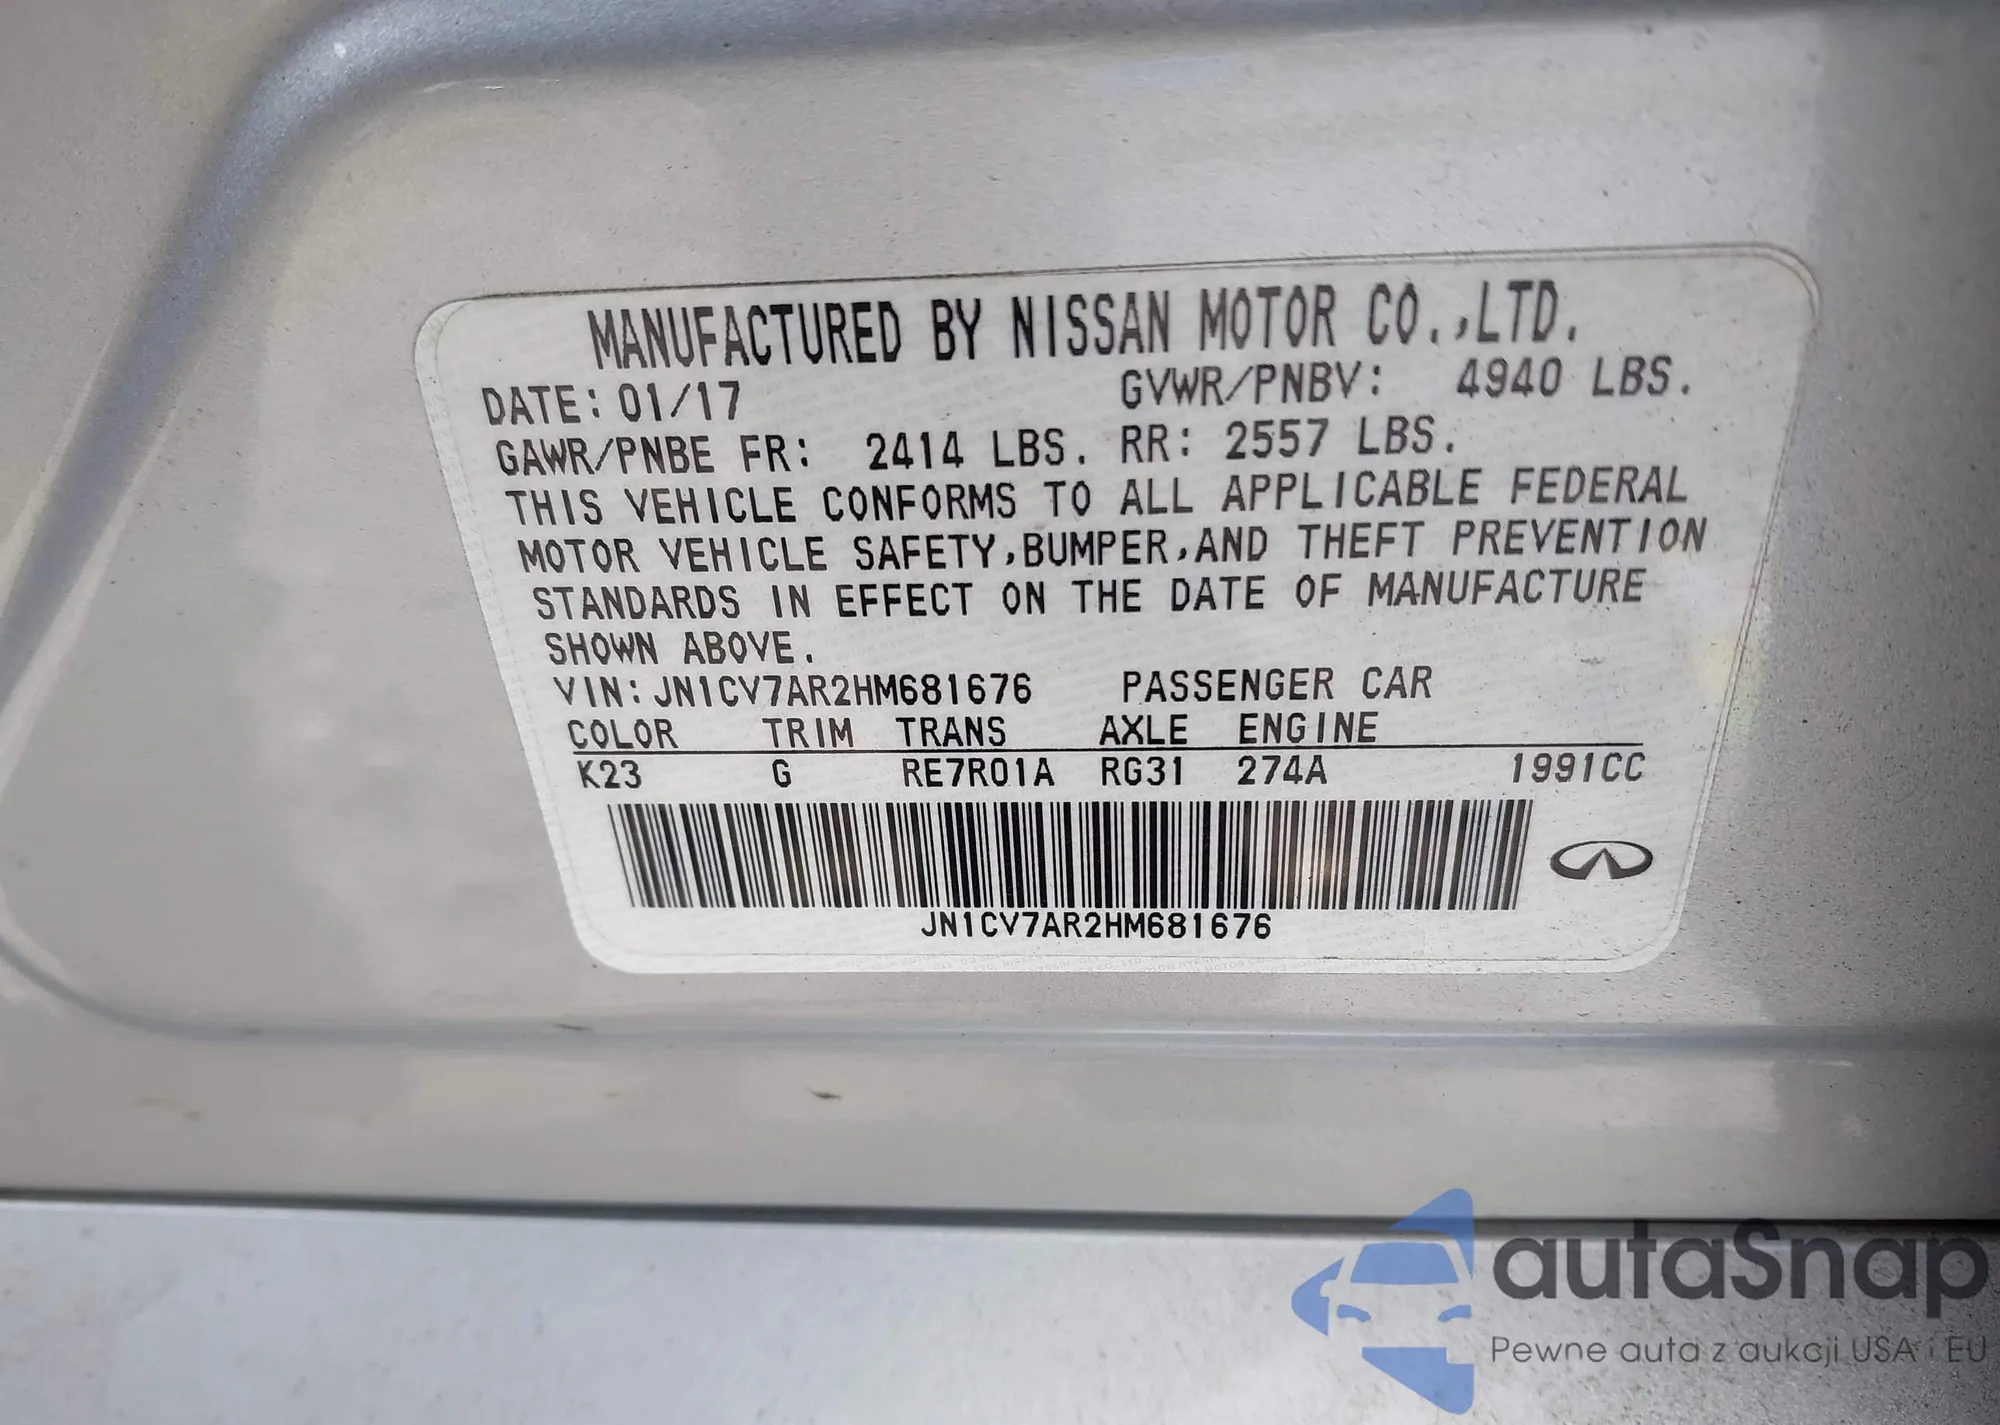 MANUFACTURED BY NISSAN MOTOR CO.,LTD.
DATE: 01/17 GVWR/PNBV: 4940 LBS.
GAWR/PNBE FR: 2414 LBS. RR: 2557 LBS.
THIS VEHICLE CONFORMS TO ALL APPLICABLE FEDERAL
MOTOR VEHICLE SAFETY,BUMPER,AND THEFT PREVENTION
STANDARDS IN EFFECT ON THE DATE OF MANUFACTURE
SHOWN ABOVE.
VIN: JN1CV7AR2HM681676 PASSENGER CAR
COLOR TRIM TRANS AXLE ENGINE
K23 G RE7R01A RG31 274A 1991CC
JN1CV7AR2HM681676
autaSnap
Pewne auta z aukcji USA i EU